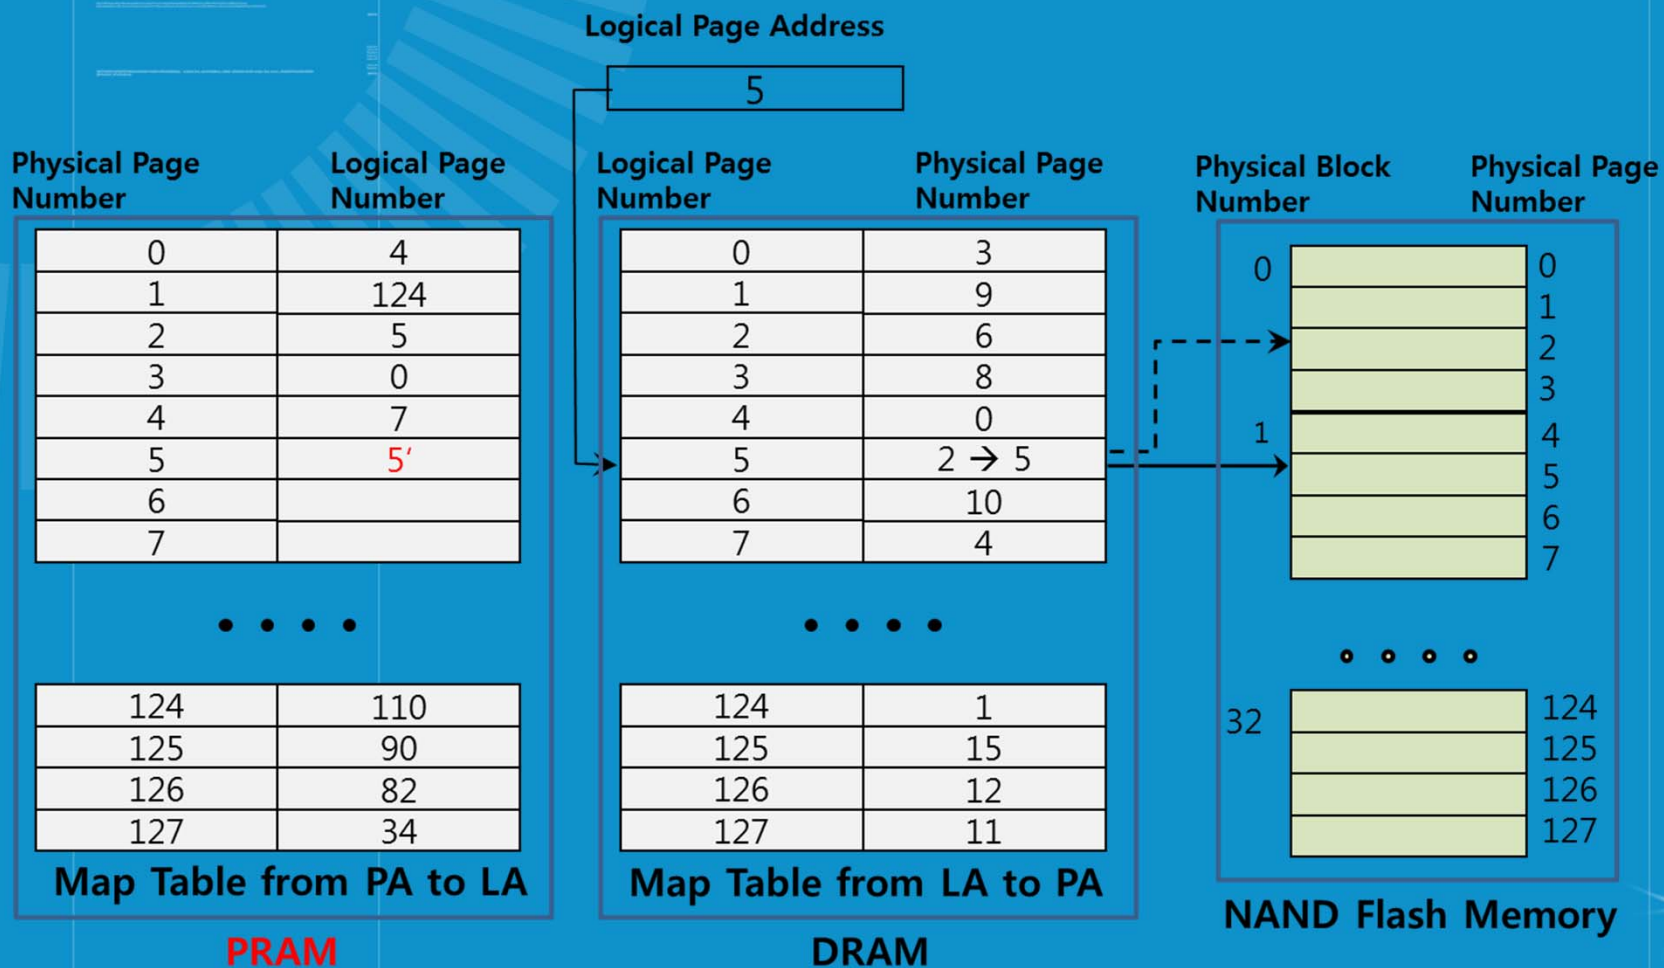 Logical Page Address
5
Physical Page Number
Logical Page Number
0 4
1 124
2 5
3 0
4 7
5 5‘
6
7
124 110
125 90
126 82
127 34
Map Table from PA to LA
PRAM
Logical Page Number
Physical Page Number
0 3
1 9
2 6
3 8
4 0
5 2 → 5
6 10
7 4
124 1
125 15
126 12
127 11
Map Table from LA to PA
DRAM
Physical Block Number
Physical Page Number
0 0
1
2
3
1 4
5
6
7
32 124
125
126
127
NAND Flash Memory